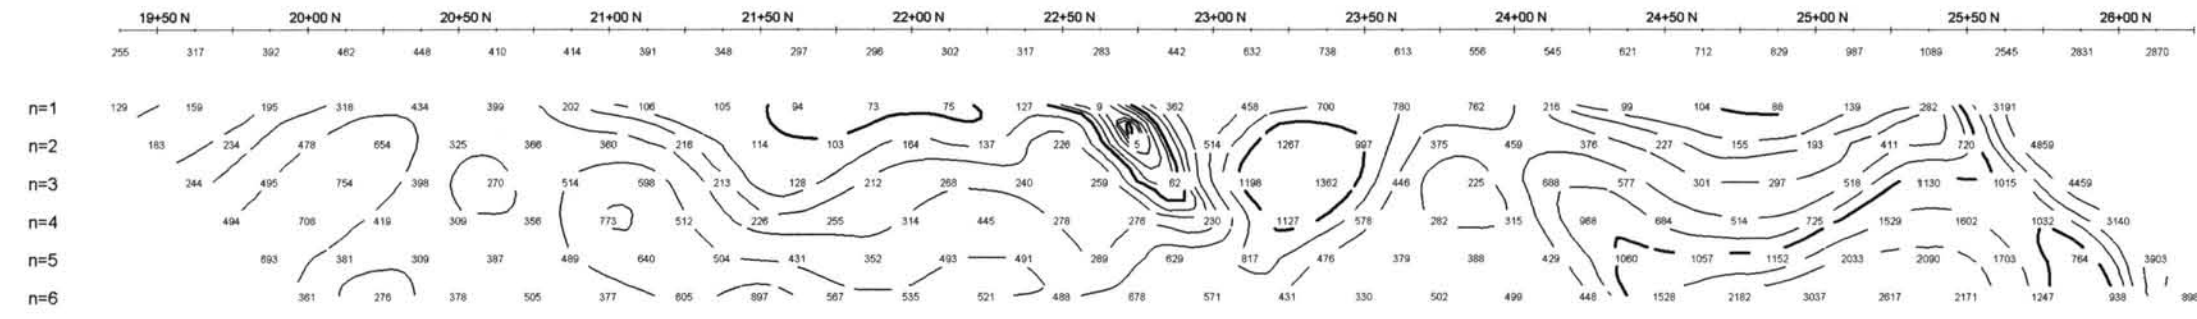 19+50 N 20+00 N 20+50 N 21+00 N 21+50 N 22+00 N 22+50 N 23+00 N 23+50 N 24+00 N 24+50 N 25+00 N 25+50 N 26+00 N
255 317 392 462 448 410 414 391 348 297 296 302 317 283 442 632 738 613 556 545 621 712 829 987 1089 2545 2831 2870
n=1 129 159 195 318 434 399 202 106 105 94 73 75 127 9 362 458 700 780 762 216 99 104 88 139 282 3191
n=2 183 234 478 654 325 366 360 216 114 103 164 137 226 5 514 1267 997 375 459 376 227 155 193 411 720 4859
n=3 244 495 754 398 270 514 598 213 128 212 268 240 259 62 1198 1362 446 225 688 577 301 297 518 1130 1015 4459
n=4 494 706 419 309 356 773 512 226 255 314 445 278 276 230 1127 578 282 315 988 684 514 725 1529 1602 1032 3140
n=5 693 381 309 387 489 640 504 431 352 493 491 289 629 817 476 379 388 429 1060 1057 1152 2033 2090 1703 764 3903
n=6 361 276 378 505 377 605 897 567 535 521 488 678 571 431 330 502 499 448 1528 2182 3037 2617 2171 1247 938 898